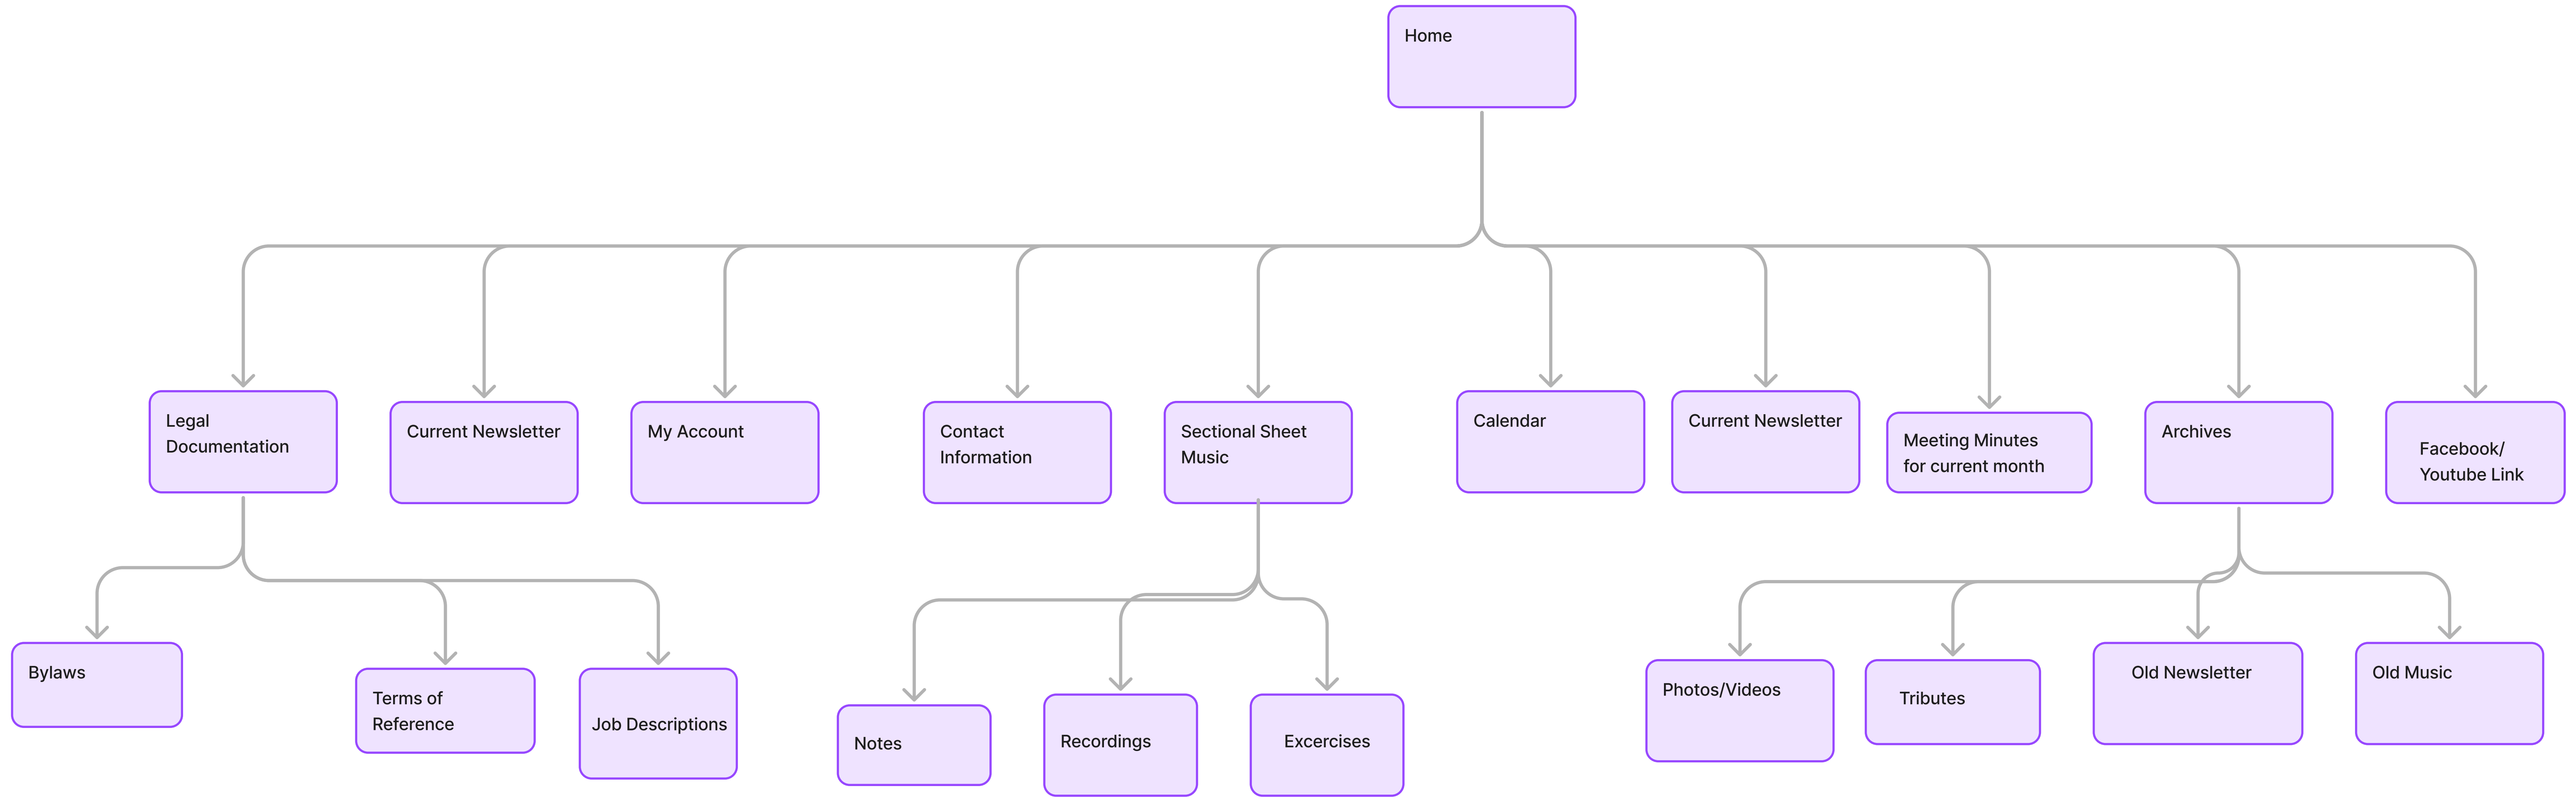 Home
Legal
Documentation
Current Newsletter
My Account
Contact
Information
Sectional Sheet
Music
Calendar
Current Newsletter
Meeting Minutes
for current month
Archives
Facebook/
Youtube Link
Bylaws
Terms of
Reference
Job Descriptions
Notes
Recordings
Excercises
Photos/Videos
Tributes
Old Newsletter
Old Music